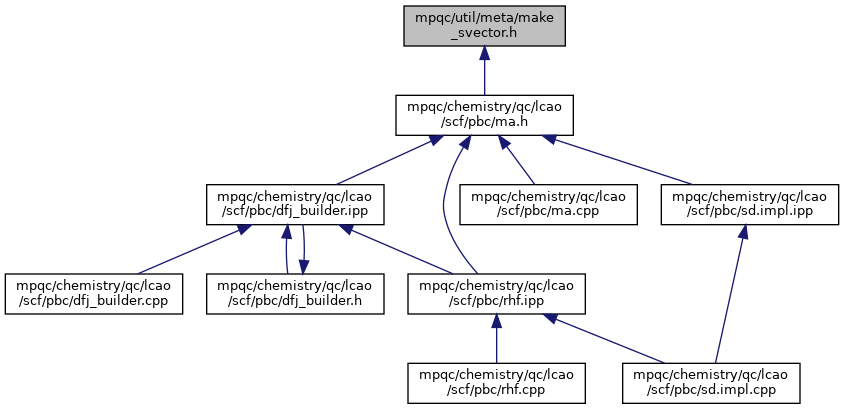 mpqc/util/meta/make
_svector.h
mpqc/chemistry/qc/lcao
/scf/pbc/ma.h
mpqc/chemistry/qc/lcao
/scf/pbc/dfj_builder.ipp
mpqc/chemistry/qc/lcao
/scf/pbc/ma.cpp
mpqc/chemistry/qc/lcao
/scf/pbc/sd.impl.ipp
mpqc/chemistry/qc/lcao
/scf/pbc/dfj_builder.cpp
mpqc/chemistry/qc/lcao
/scf/pbc/dfj_builder.h
mpqc/chemistry/qc/lcao
/scf/pbc/rhf.ipp
mpqc/chemistry/qc/lcao
/scf/pbc/rhf.cpp
mpqc/chemistry/qc/lcao
/scf/pbc/sd.impl.cpp